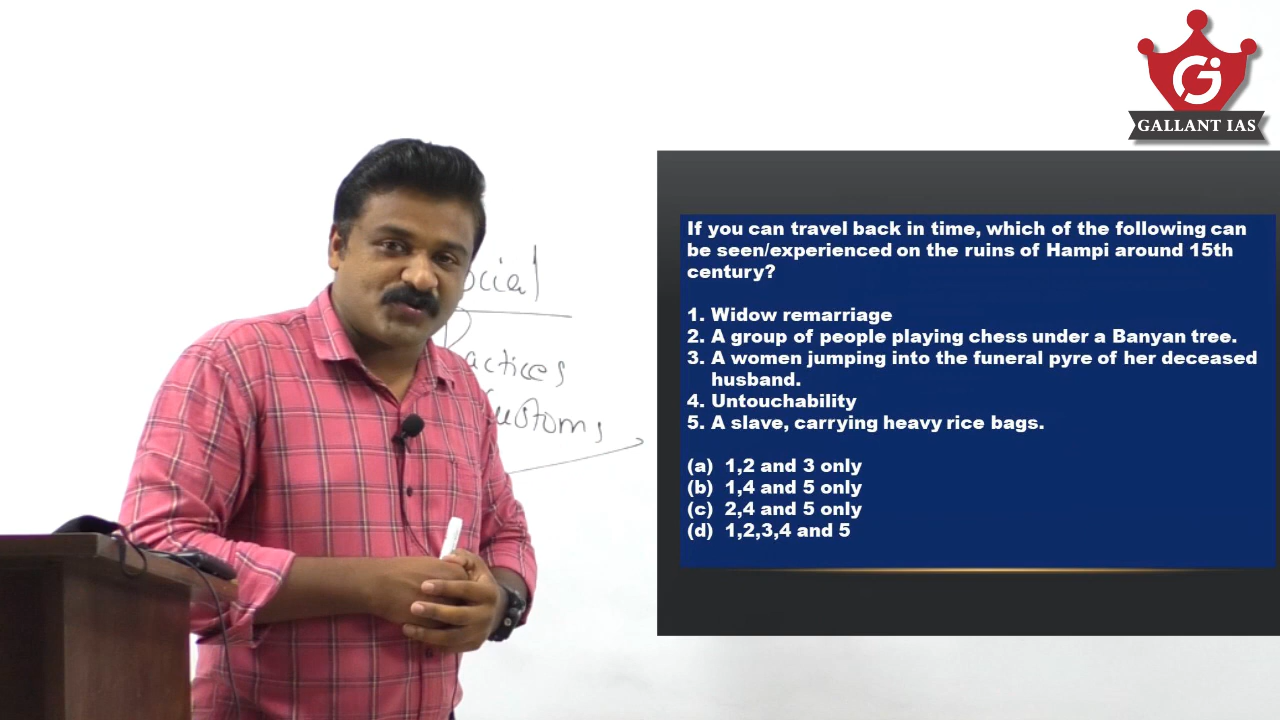 GALLANT IAS
If you can travel back in time, which of the following can
be seen/experienced on the ruins of Hampi around 15th
century?
1. Widow remarriage
2. A group of people playing chess under a Banyan tree.
3. A women jumping into the funeral pyre of her deceased
husband.
4. Untouchability
5. A slave, carrying heavy rice bags.
(a) 1,2 and 3 only
(b) 1,4 and 5 only
(c) 2,4 and 5 only
(d) 1,2,3,4 and 5